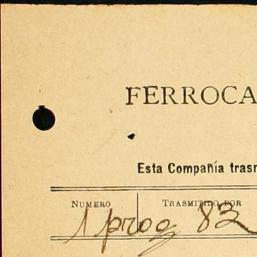 FERROCA
Esta Compañía trasm
NUMERO TRASMITIDO POR
1 prog 82